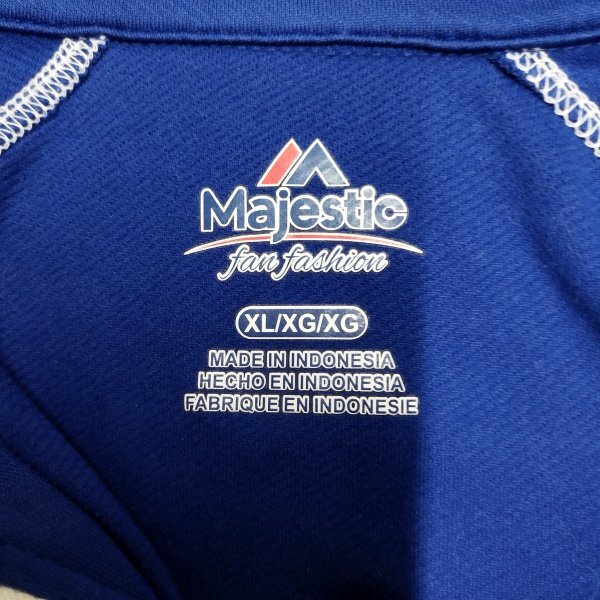 Majestic
fan fashion
XL/XG/XG
MADE IN INDONESIA
HECHO EN INDONESIA
FABRIQUE EN INDONESIE